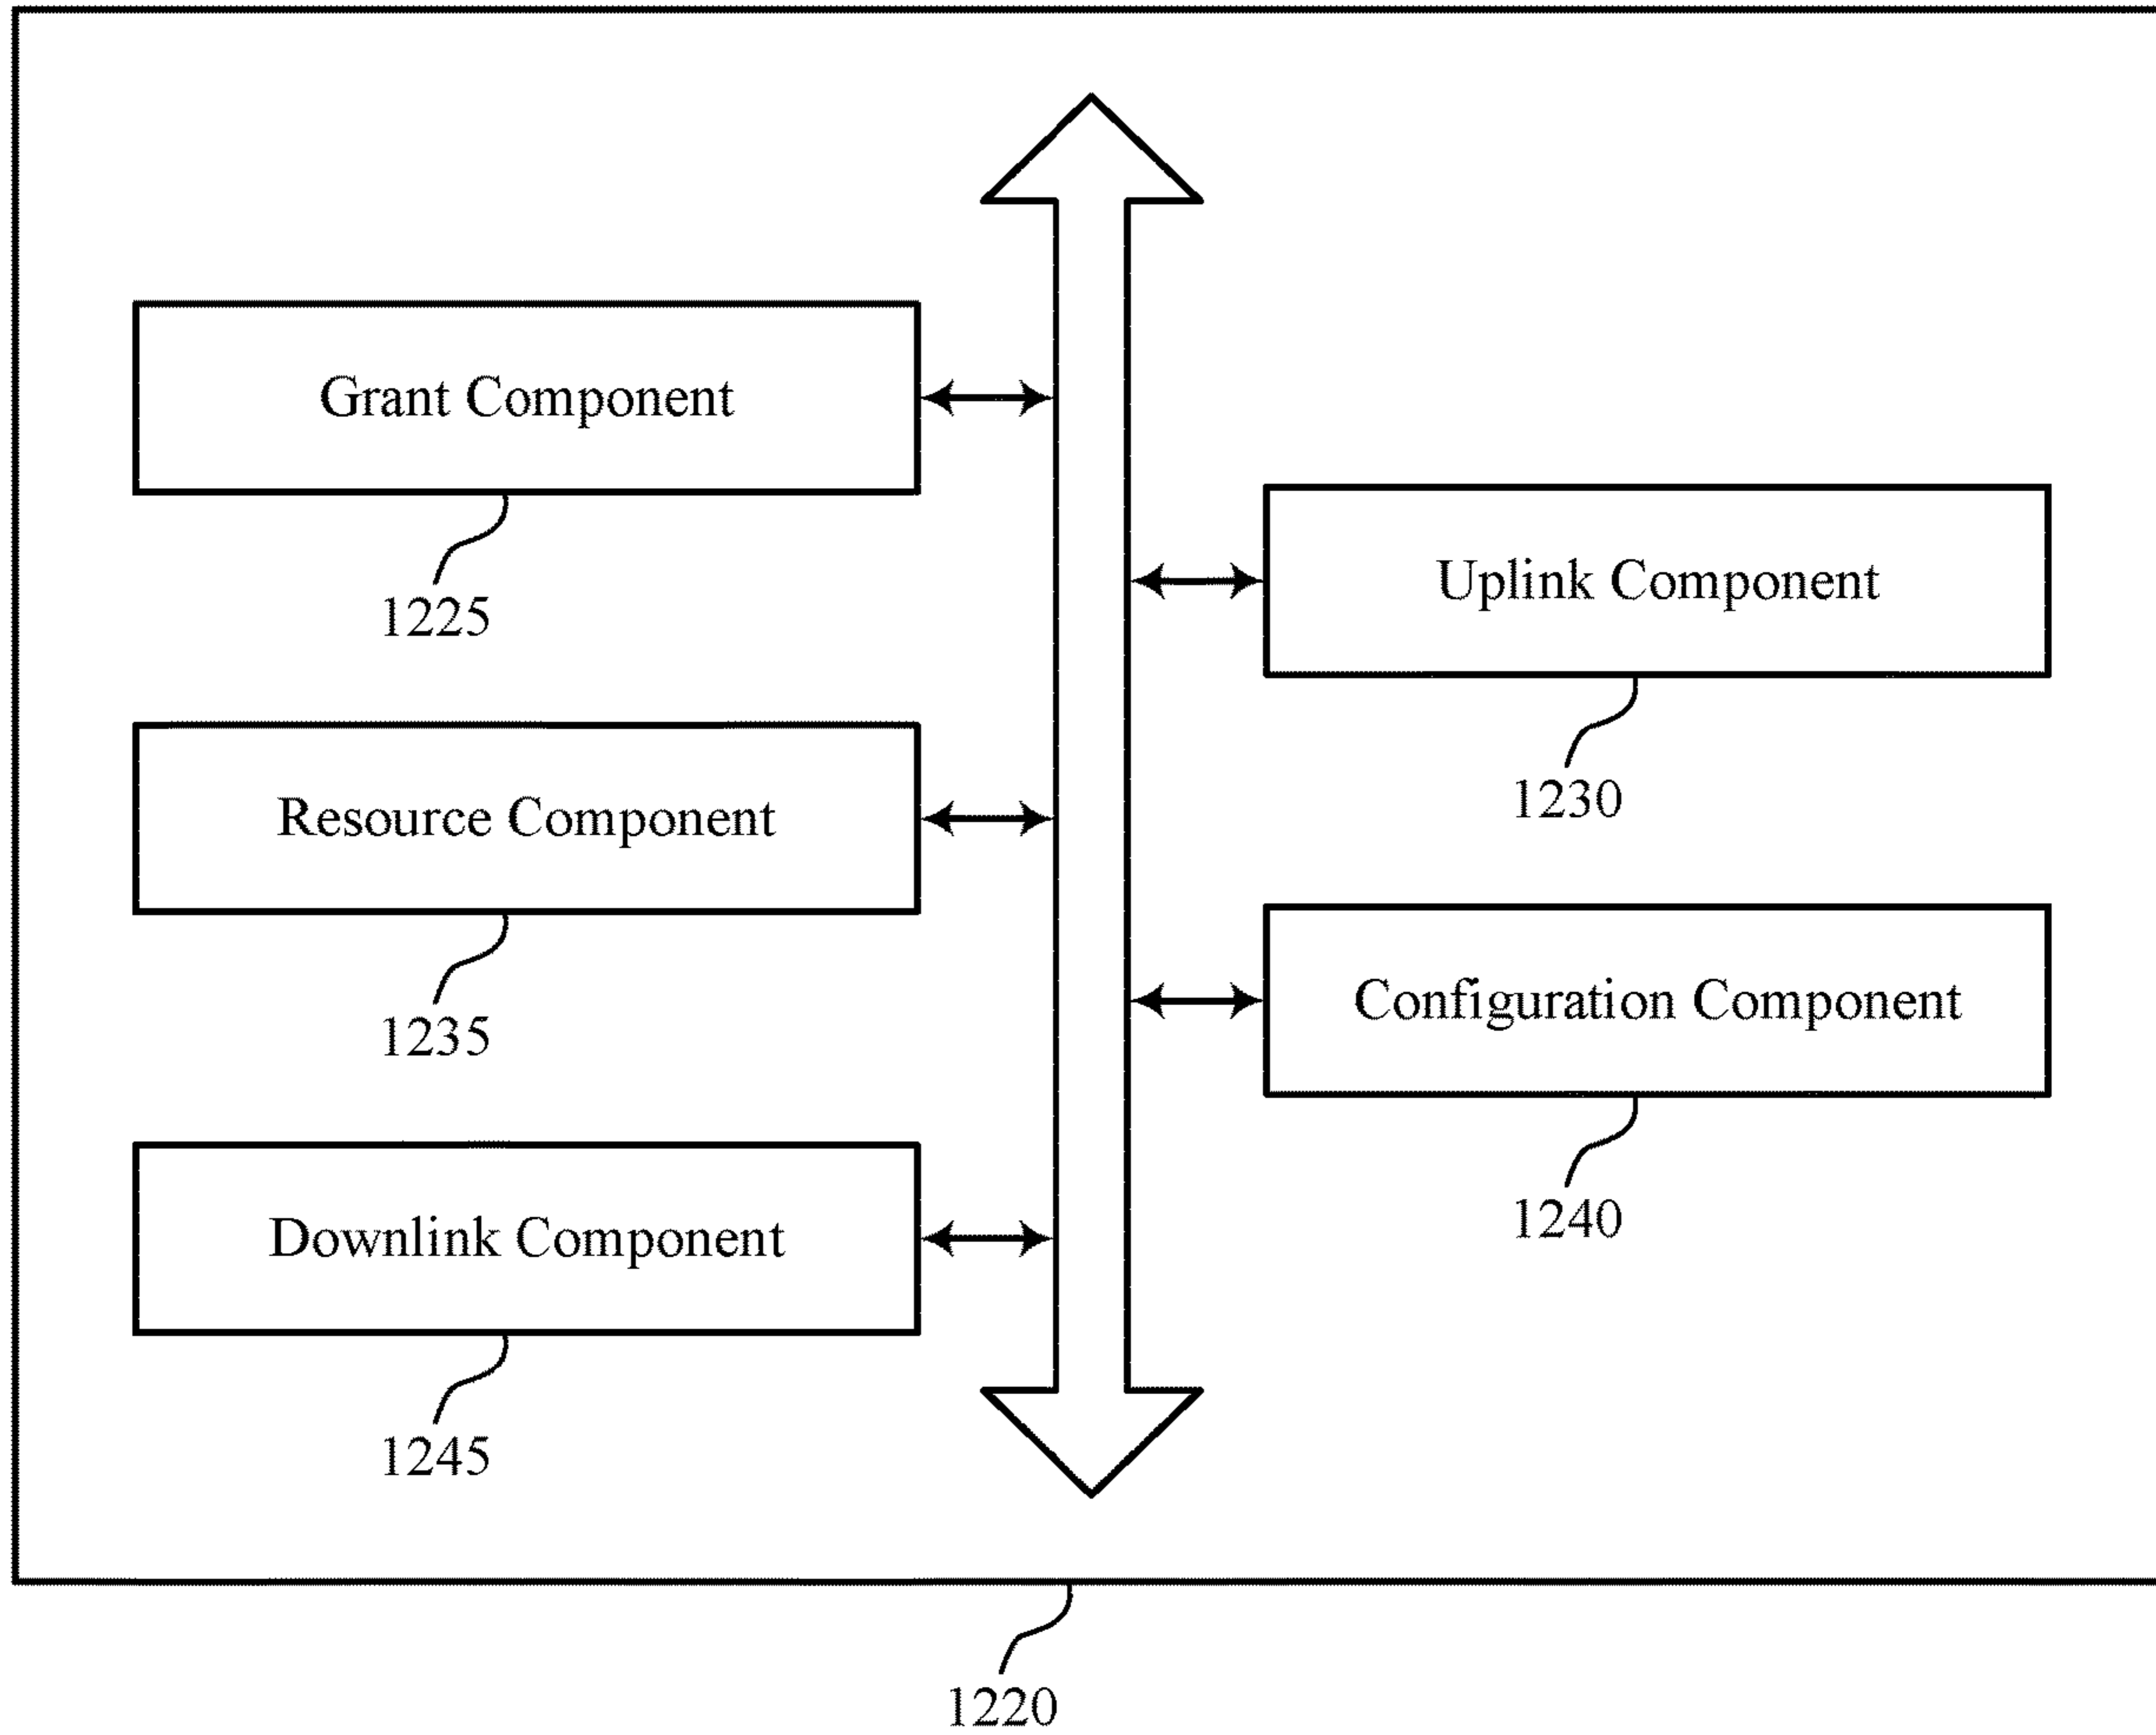 Grant Component
1225
Uplink Component
1230
Resource Component
1235
Configuration Component
1240
Downlink Component
1245
1220